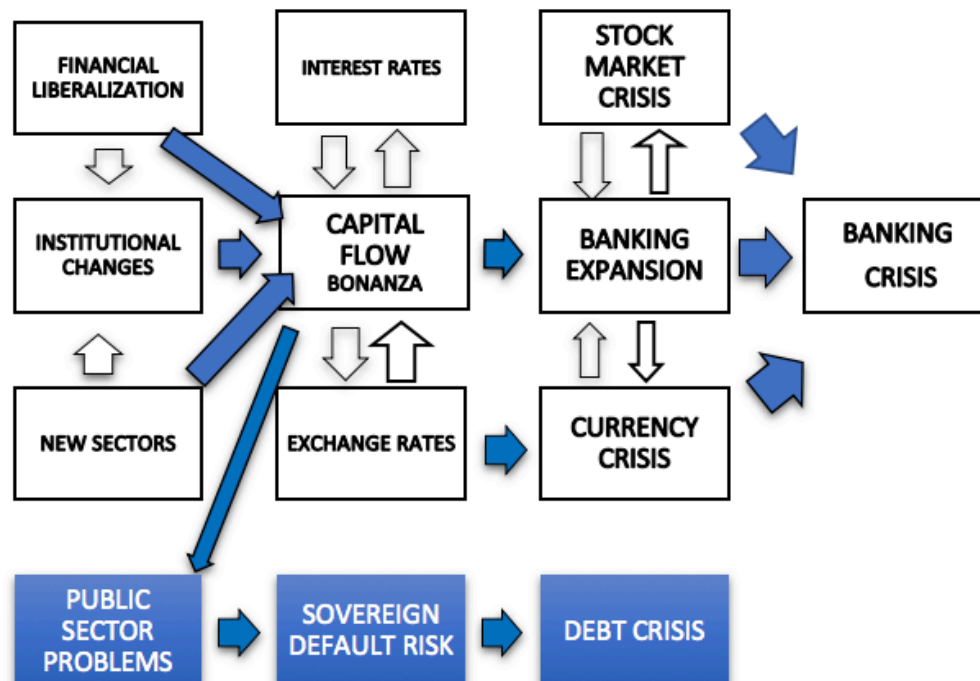 FINANCIAL
LIBERALIZATION
INTEREST RATES
STOCK
MARKET
CRISIS
INSTITUTIONAL
CHANGES
CAPITAL
FLOW
BONANZA
BANKING
EXPANSION
BANKING
CRISIS
NEW SECTORS
EXCHANGE RATES
CURRENCY
CRISIS
PUBLIC
SECTOR
PROBLEMS
SOVEREIGN
DEFAULT RISK
DEBT CRISIS